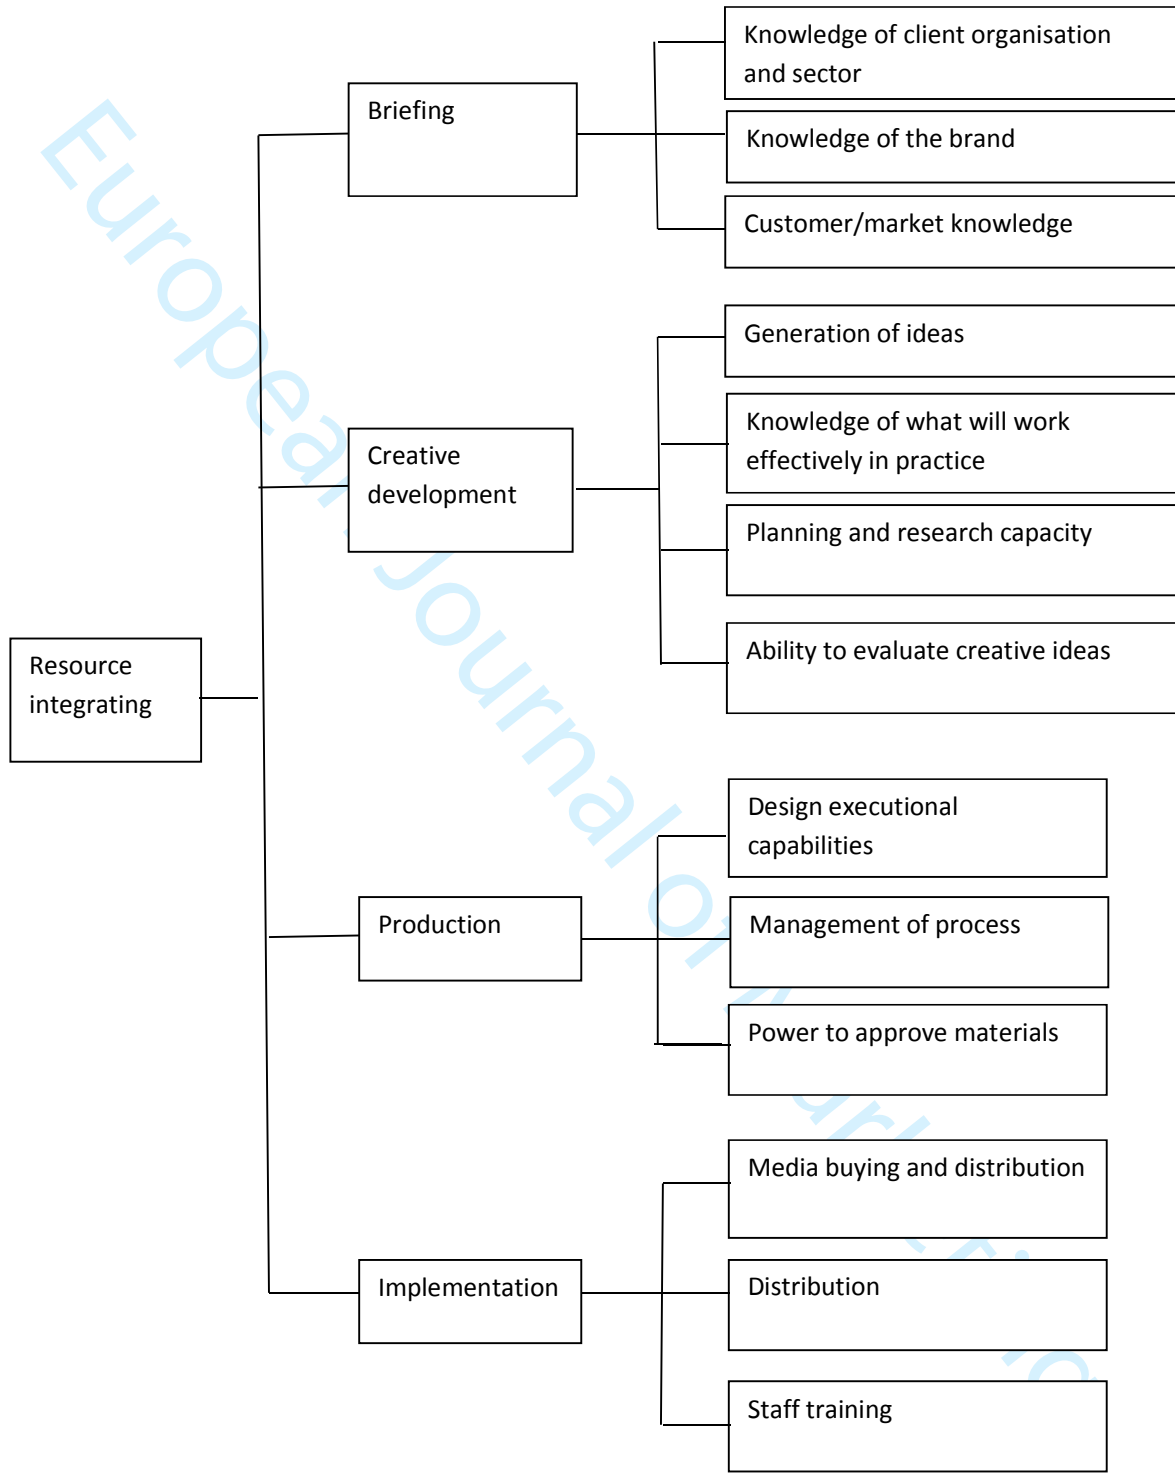 Knowledge of client organisation
and sector
Briefing
Knowledge of the brand
Customer/market knowledge
Generation of ideas
Knowledge of what will work
effectively in practice
Creative
development
Planning and research capacity
Ability to evaluate creative ideas
Resource
integrating
Design executional
capabilities
Production
Management of process
Power to approve materials
Media buying and distribution
Implementation
Distribution
Staff training
European Journal of Marketing